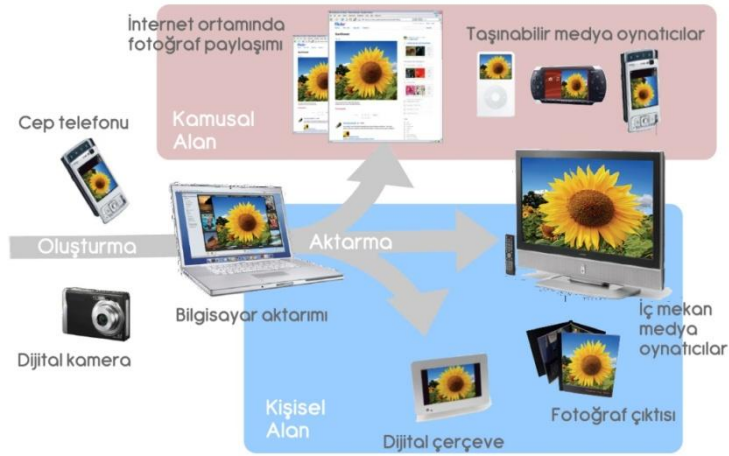 İnternet ortamında
fotoğraf paylaşımı
Taşınabilir medya oynatıcılar
Kamusal
Alan
Cep telefonu
Oluşturma
Aktarma
Bilgisayar aktarımı
Dijital kamera
İç mekan
medya
oynatıcılar
Kişisel
Alan
Dijital çerçeve
Fotoğraf çıktısı